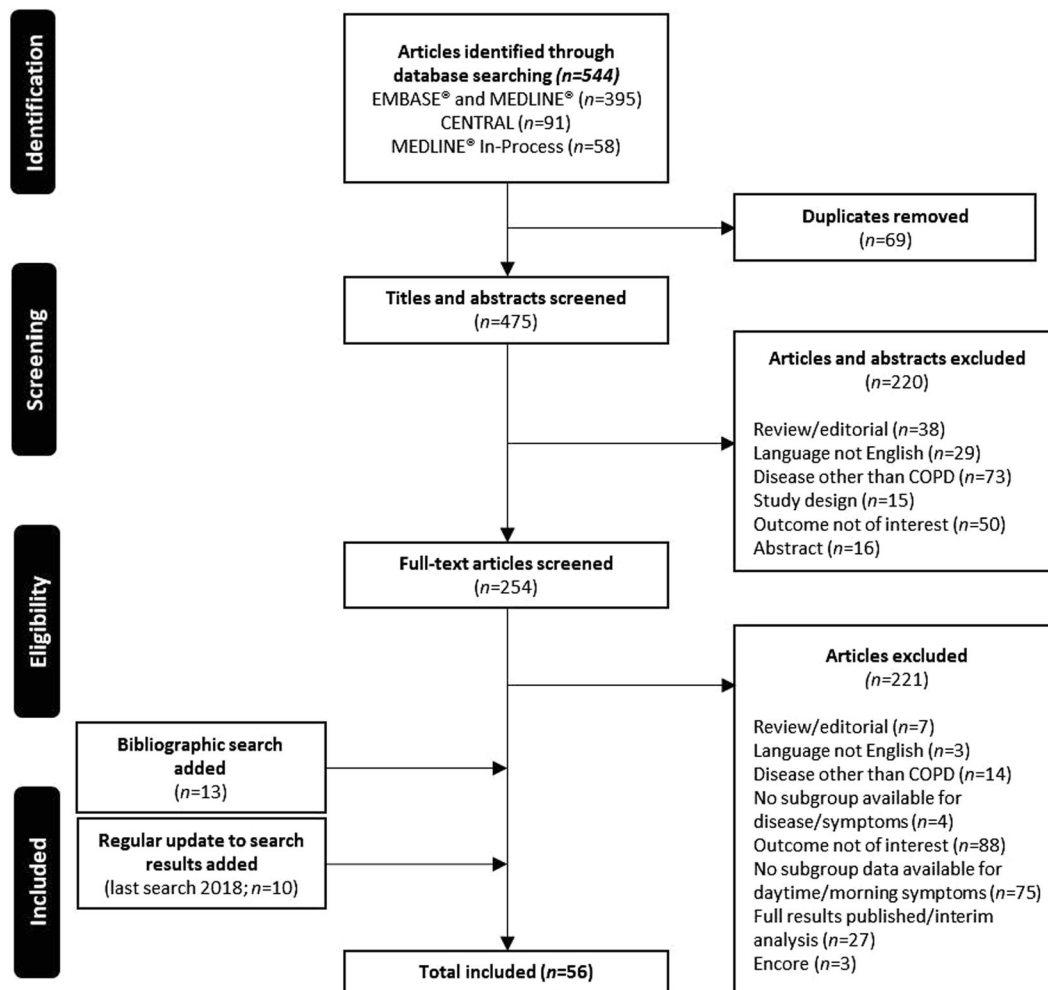 Identification
Articles identified through
database searching (n=544)
EMBASE® and MEDLINE® (n=395)
CENTRAL (n=91)
MEDLINE® In-Process (n=58)
Duplicates removed
(n=69)
Screening
Titles and abstracts screened
(n=475)
Articles and abstracts excluded
(n=220)
Review/editorial (n=38)
Language not English (n=29)
Disease other than COPD (n=73)
Study design (n=15)
Outcome not of interest (n=50)
Abstract (n=16)
Eligibility
Full-text articles screened
(n=254)
Articles excluded
(n=221)
Review/editorial (n=7)
Language not English (n=3)
Disease other than COPD (n=14)
No subgroup available for
disease/symptoms (n=4)
Outcome not of interest (n=88)
No subgroup data available for
daytime/morning symptoms (n=75)
Full results published/interim
analysis (n=27)
Encore (n=3)
Bibliographic search
added
(n=13)
Included
Regular update to search
results added
(last search 2018; n=10)
Total included (n=56)